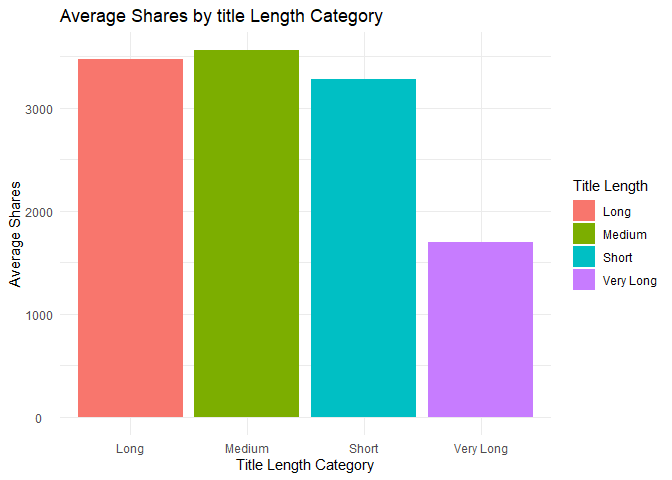 Average Shares by title Length Category
Average Shares
3000
2000
1000
0
Long Medium Short Very Long
Title Length Category
Title Length
Long
Medium
Short
Very Long